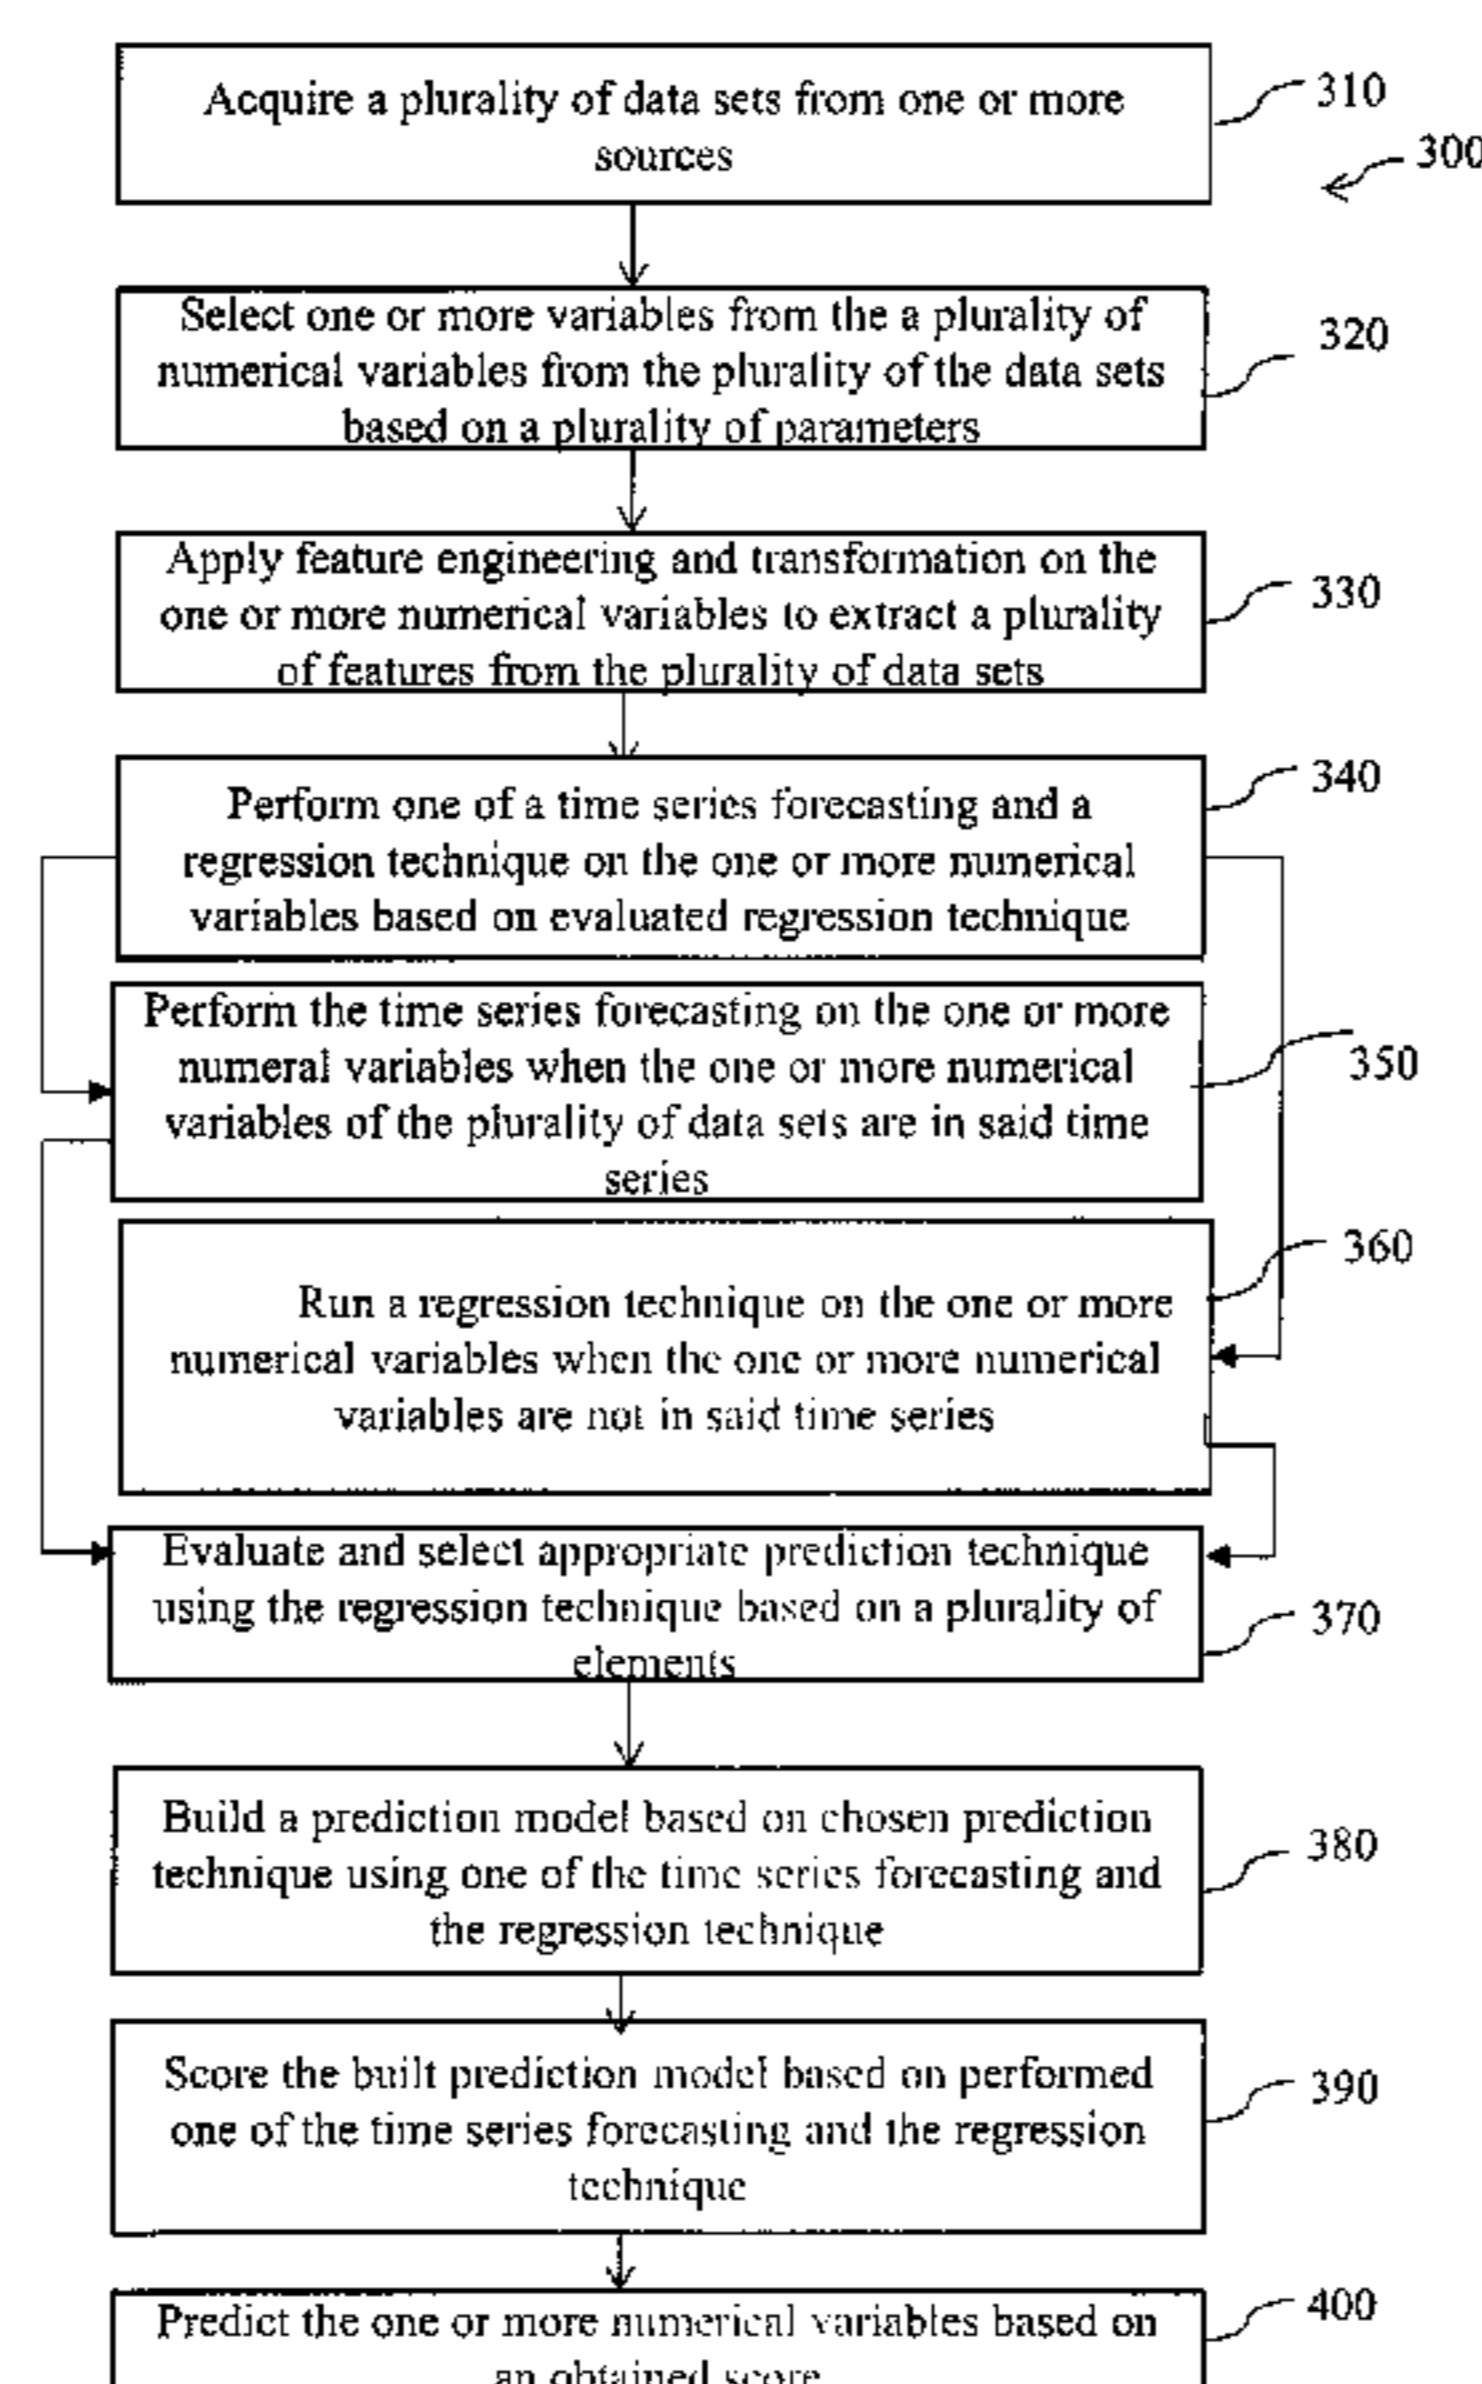 Acquire a plurality of data sets from one or more
sources
310
300
Select one or more variables from the a plurality of
numerical variables from the plurality of the data sets
based on a plurality of parameters
320
Apply feature engineering and transformation on the
one or more numerical variables to extract a plurality
of features from the plurality of data sets
330
Perform one of a time series forecasting and a
regression technique on the one or more numerical
variables based on evaluated regression technique
340
Perform the time series forecasting on the one or more
numeral variables when the one or more numerical
variables of the plurality of data sets are in said time
series
350
Run a regression technique on the one or more
numerical variables when the one or more numerical
variables are not in said time series
360
Evaluate and select appropriate prediction technique
using the regression technique based on a plurality of
elements
370
Build a prediction model based on chosen prediction
technique using one of the time series forecasting and
the regression technique
380
Score the built prediction model based on performed
one of the time series forecasting and the regression
technique
390
Predict the one or more numerical variables based on
an obtained score
400